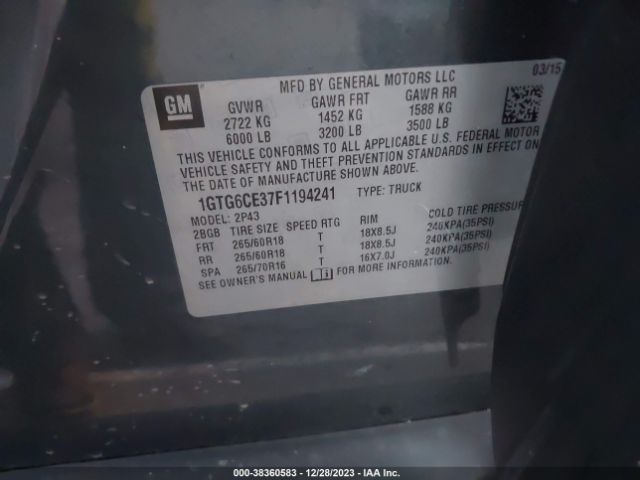 MFD BY GENERAL MOTORS LLC
03/15
GM
GVWR GAWR FRT GAWR RR
2722 KG 1452 KG 1588 KG
6000 LB 3200 LB 3500 LB
THIS VEHICLE CONFORMS TO ALL APPLICABLE U.S. FEDERAL MOTOR
VEHICLE SAFETY AND THEFT PREVENTION STANDARDS IN EFFECT ON
THE DATE OF MANUFACTURE SHOWN ABOVE.
1GTG6CE37F1194241 TYPE: TRUCK
MODEL: 2P43
28GB TIRE SIZE SPEED RTG RIM COLD TIRE
FRT 265/60R18 T 18X8.5J 240KPA(35PSI)
RR 265/60R18 T 18X8.5J 240KPA(35PSI)
SPA 265/70R16 T 16X7.0J 240KPA(35PSI)
SEE OWNER'S MANUAL FOR MORE INFORMATION.
000-38360583 / 12/28/2023 - IAA Inc.